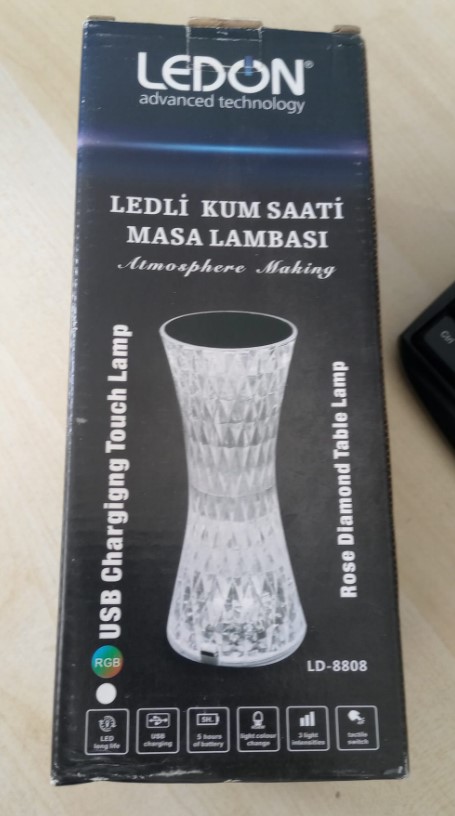 LEDON®
advanced technology
LEDLİ KUM SAATİ
MASA LAMBASI
Atmosphere Making
USB Chargigng Touch Lamp
Rose Diamond Table Lamp
RGB
LD-8808
5H
LED
long life
USB
charging
5 hours
of battery
light colour
change
3 light
intensities
tactile
switch
Ctrl